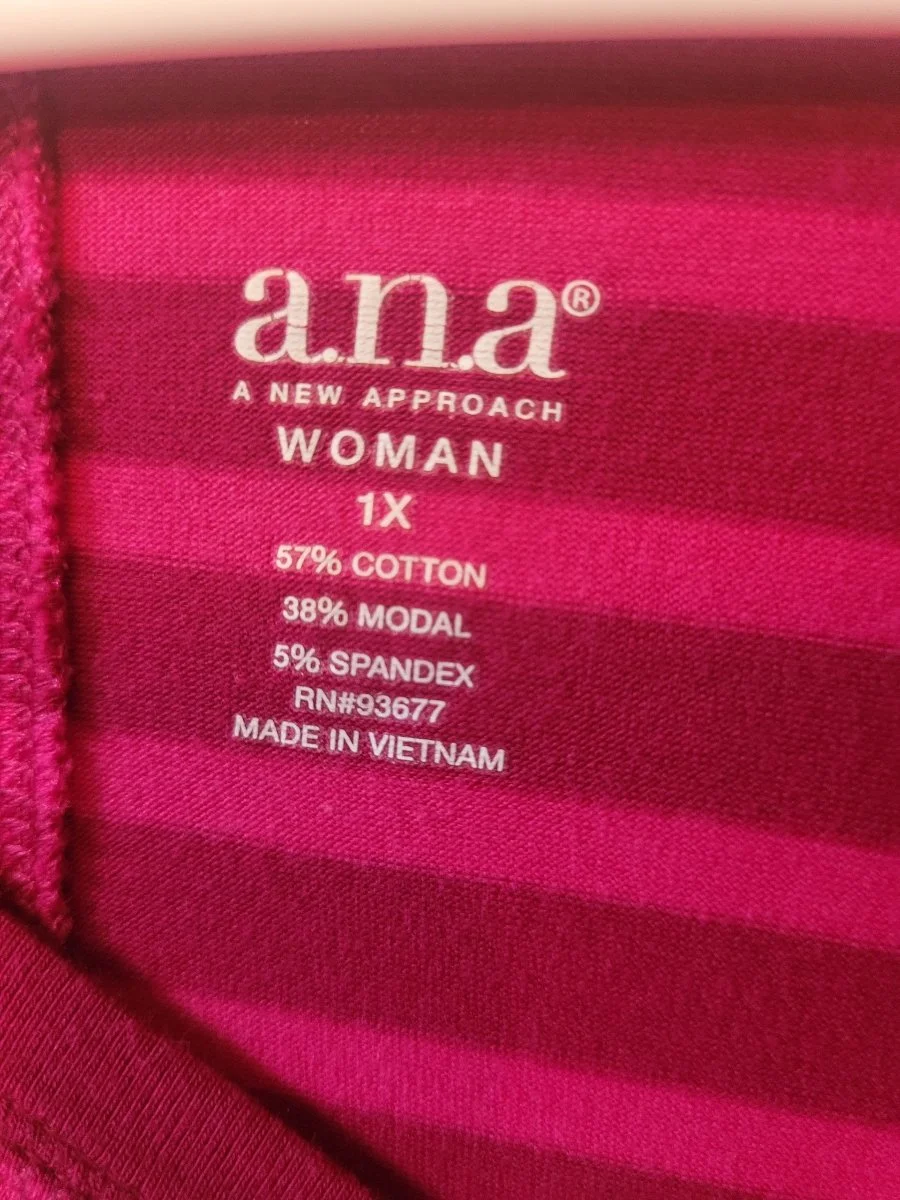 a.n.a®
A NEW APPROACH
WOMAN
1X
57% COTTON
38% MODAL
5% SPANDEX
RN#93677
MADE IN VIETNAM